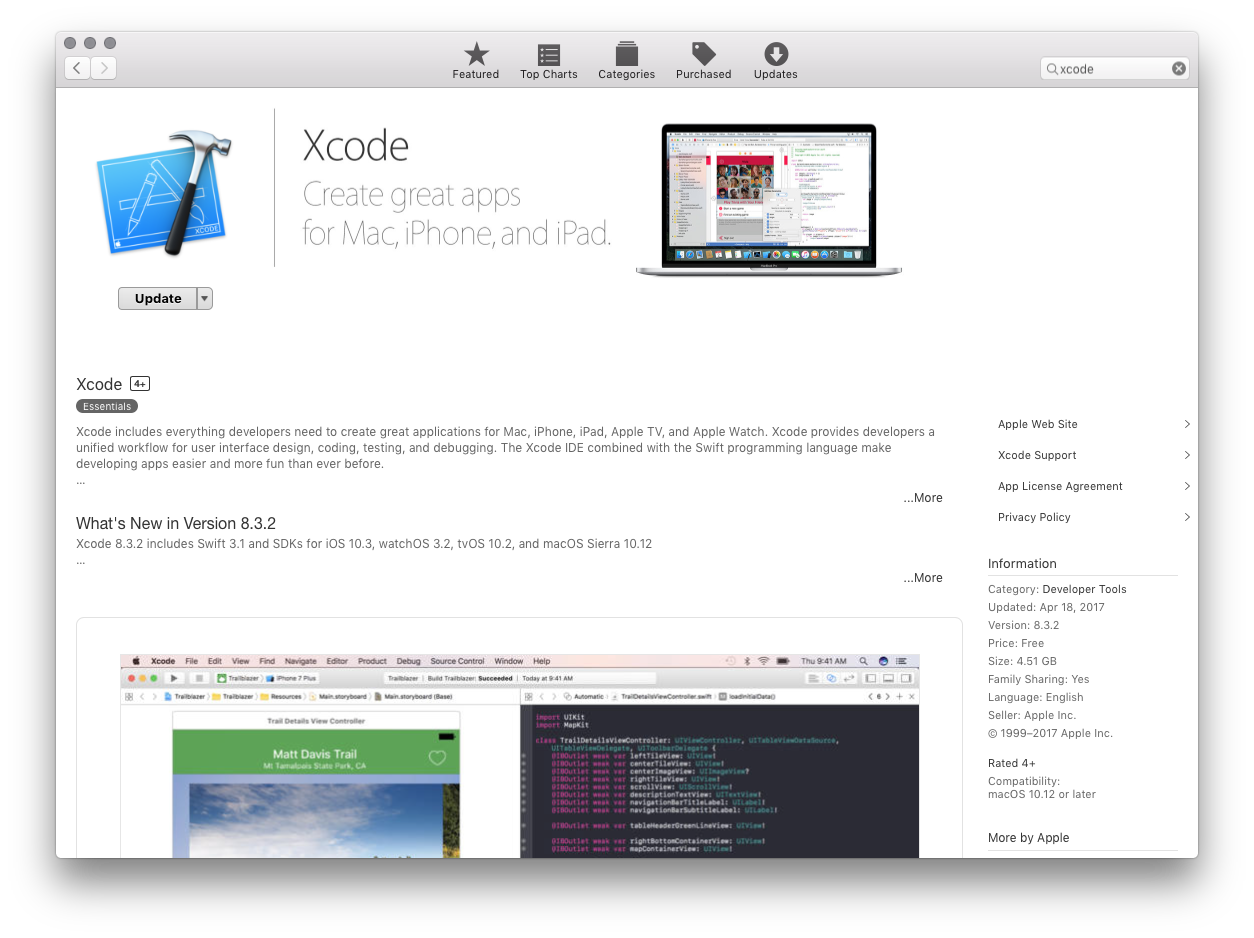 Featured
Top Charts
Categories
Purchased
Updates
xcode
XCODE
Xcode
Create great apps
for Mac, iPhone, and iPad.
Update
Xcode 4+
Essentials
Xcode includes everything developers need to create great applications for Mac, iPhone, iPad, Apple TV, and Apple Watch. Xcode provides developers a
unified workflow for user interface design, coding, testing, and debugging. The Xcode IDE combined with the Swift programming language make
developing apps easier and more fun than ever before.
...
...More
What's New in Version 8.3.2
Xcode 8.3.2 includes Swift 3.1 and SDKs for iOS 10.3, watchOS 3.2, tvOS 10.2, and macOS Sierra 10.12
...
...More
Xcode File Edit View Find Navigate Editor Product Debug Source Control Window Help
Thu 9:41 AM
Trailblazer iPhone 7 Plus
Trailblazer | Build Trailblazer: Succeeded | Today at 9:41 AM
Trailblazer Trailblazer Resources Main.storyboard Main.storyboard (Base)
Automatic TrailDetailsViewController.swift loadInitialData() 6
Trail Details View Controller
Matt Davis Trail
Mt Tamalpais State Park, CA
import UIKit
import MapKit
class TrailDetailsViewController: UIViewController, UITableViewDataSource,
UITableViewDelegate, UIToolbarDelegate {
@IBOutlet weak var leftTileView: UIView!
@IBOutlet weak var centerTileView: UIView!
@IBOutlet weak var centerImageView: UIImageView?
@IBOutlet weak var rightTileView: UIView!
@IBOutlet weak var scrollView: UIScrollView!
@IBOutlet weak var descriptionTextView: UITextView!
@IBOutlet weak var navigationBarTitleLabel: UILabel!
@IBOutlet weak var navigationBarSubtitleLabel: UILabel!
@IBOutlet weak var tableHeaderGreenLineView: UIView!
@IBOutlet weak var rightBottomContainerView: UIView!
@IBOutlet weak var mapContainerView: UIView!
Apple Web Site
Xcode Support
App License Agreement
Privacy Policy
Information
Category: Developer Tools
Updated: Apr 18, 2017
Version: 8.3.2
Price: Free
Size: 4.51 GB
Family Sharing: Yes
Language: English
Seller: Apple Inc.
© 1999–2017 Apple Inc.
Rated 4+
Compatibility:
macOS 10.12 or later
More by Apple